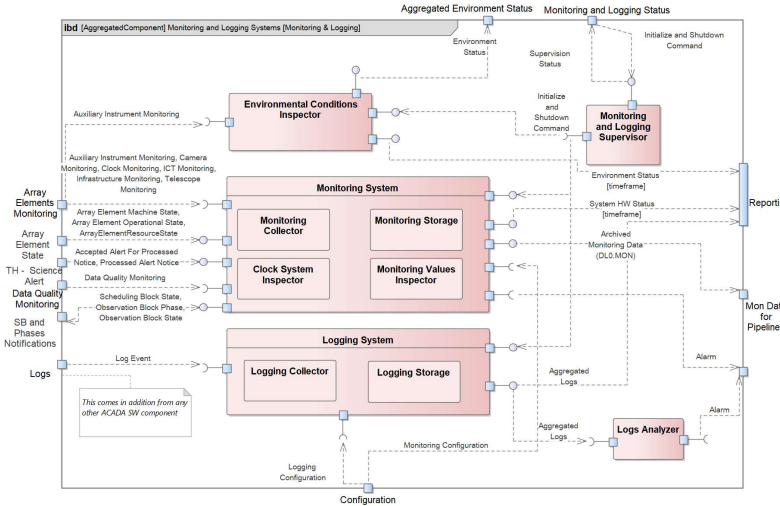 Aggregated Environment Status
Monitoring and Logging Status
ibd [AggregatedComponent] Monitoring and Logging Systems [Monitoring & Logging]
Environment
Status
Supervision
Status
Initialize and Shutdown
Command
Auxiliary Instrument Monitoring
Environmental Conditions
Inspector
Initialize
and
Shutdown
Command
Monitoring
and Logging
Supervisor
Auxiliary Instrument Monitoring, Camera
Monitoring, Clock Monitoring, ICT Monitoring,
Infrastructure Monitoring, Telescope
Monitoring
Environment Status
[timeframe]
Array
Elements
Monitoring
Monitoring System
Reporti
Array Element Machine State,
Array Element Operational State,
ArrayElementResourceState
Monitoring
Collector
Monitoring Storage
System HW Status
[timeframe]
Array
Element
State
Accepted Alert For Processed
Notice, Processed Alert Notice
Archived
Monitoring Data
(DL0.MON)
TH - Science
Alert
Data Quality Monitoring
Clock System
Inspector
Monitoring Values
Inspector
Data Quality
Monitoring
Scheduling Block State,
Observation Block Phase,
Observation Block State
Mon Dat
for
Pipeline
SB and
Phases
Notifications
Logging System
Logs
Log Event
Logging Collector
Logging Storage
Aggregated
Logs
Alarm
This comes in addition from any
other ACADA SW component
Aggregated
Logs
Logs Analyzer
Alarm
Monitoring Configuration
Logging
Configuration
Configuration